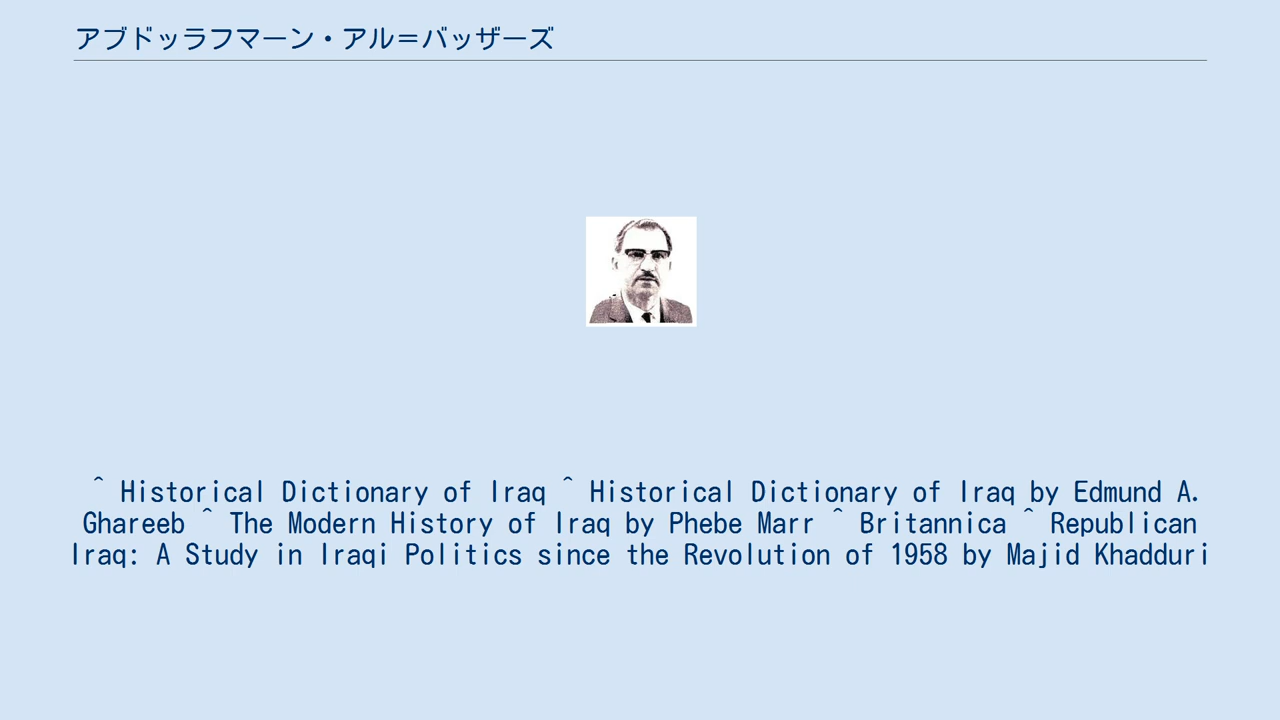 アブドッラフマーン・アル＝バッザーズ
^ Historical Dictionary of Iraq ^ Historical Dictionary of Iraq by Edmund A.
Ghareeb ^ The Modern History of Iraq by Phebe Marr ^ Britannica ^ Republican
Iraq: A Study in Iraqi Politics since the Revolution of 1958 by Majid Khadduri